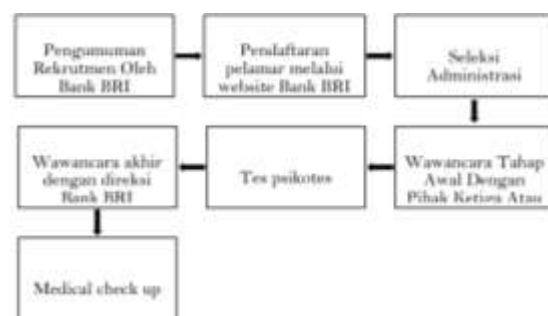 Pengumuman
Rekrutmen Oleh
Bank BRI
Pendaftaran
pelamar melalui
website Bank BRI
Seleksi
Administrasi
Wawancara Tahap
Awal Dengan
Pihak Ketiga Atau
Tes psikotes
Wawancara akhir
dengan direksi
Bank BRI
Medical check up